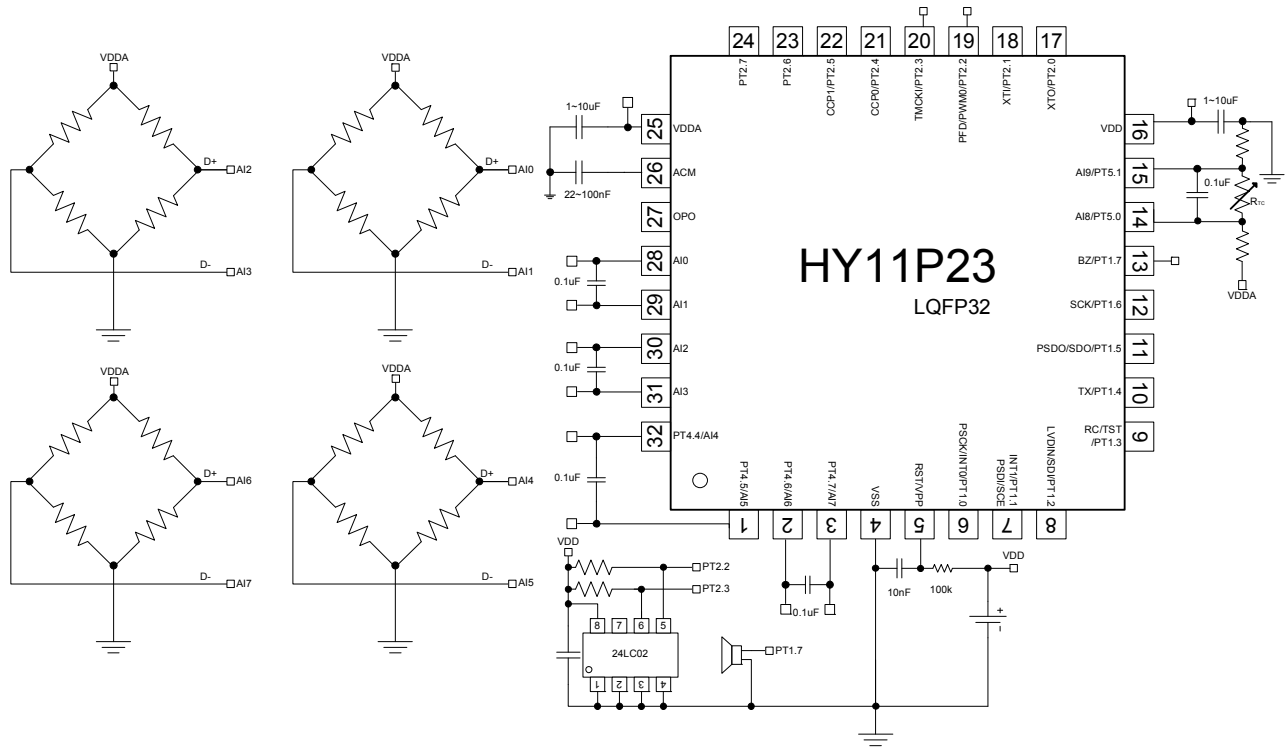 VDDA
D+
AI2
D-
AI3
VDDA
D+
AI0
D-
AI1
VDDA
D+
AI6
D-
AI7
VDDA
D+
AI4
D-
AI5
24
23
22
21
20
19
18
17
PT2.7
PT2.6
CCP1/PT2.5
CCP0/PT2.4
TMCKI/PT2.3
PFD/PWM0/PT2.2
XTI/PT2.1
XTO/PT2.0
1~10uF
25
VDDA
22~100nF
26
ACM
27
OPO
28
AI0
0.1uF
29
AI1
30
AI2
0.1uF
31
AI3
32
PT4.4/AI4
0.1uF
HY11P23
LQFP32
VDD
16
1~10uF
AI9/PT5.1
15
0.1uF
RTC
AI8/PT5.0
14
BZ/PT1.7
13
VDDA
SCK/PT1.6
12
PSDO/SDO/PT1.5
11
TX/PT1.4
10
RC/TST
/PT1.3
9
PT4.5/AI5
PT4.6/AI6
PT4.7/AI7
VSS
RST/VPP
PSCK/INT0/PT1.0
INT1/PT1.1
PSDI/SCE
LVDIN/SDI/PT1.2
1
2
3
4
5
6
7
8
VDD
PT2.2
PT2.3
8
7
6
5
24LC02
1
2
3
4
0.1uF
PT1.7
10nF
100k
VDD
+
-